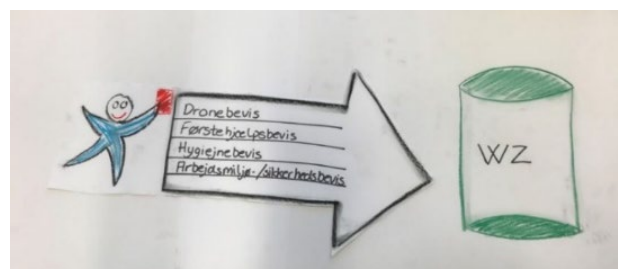 Dronebevis
Førstehjælpsbevis
Hygiejnebevis
Arbejdsmiljø-/sikkerhedsbevis
WZ